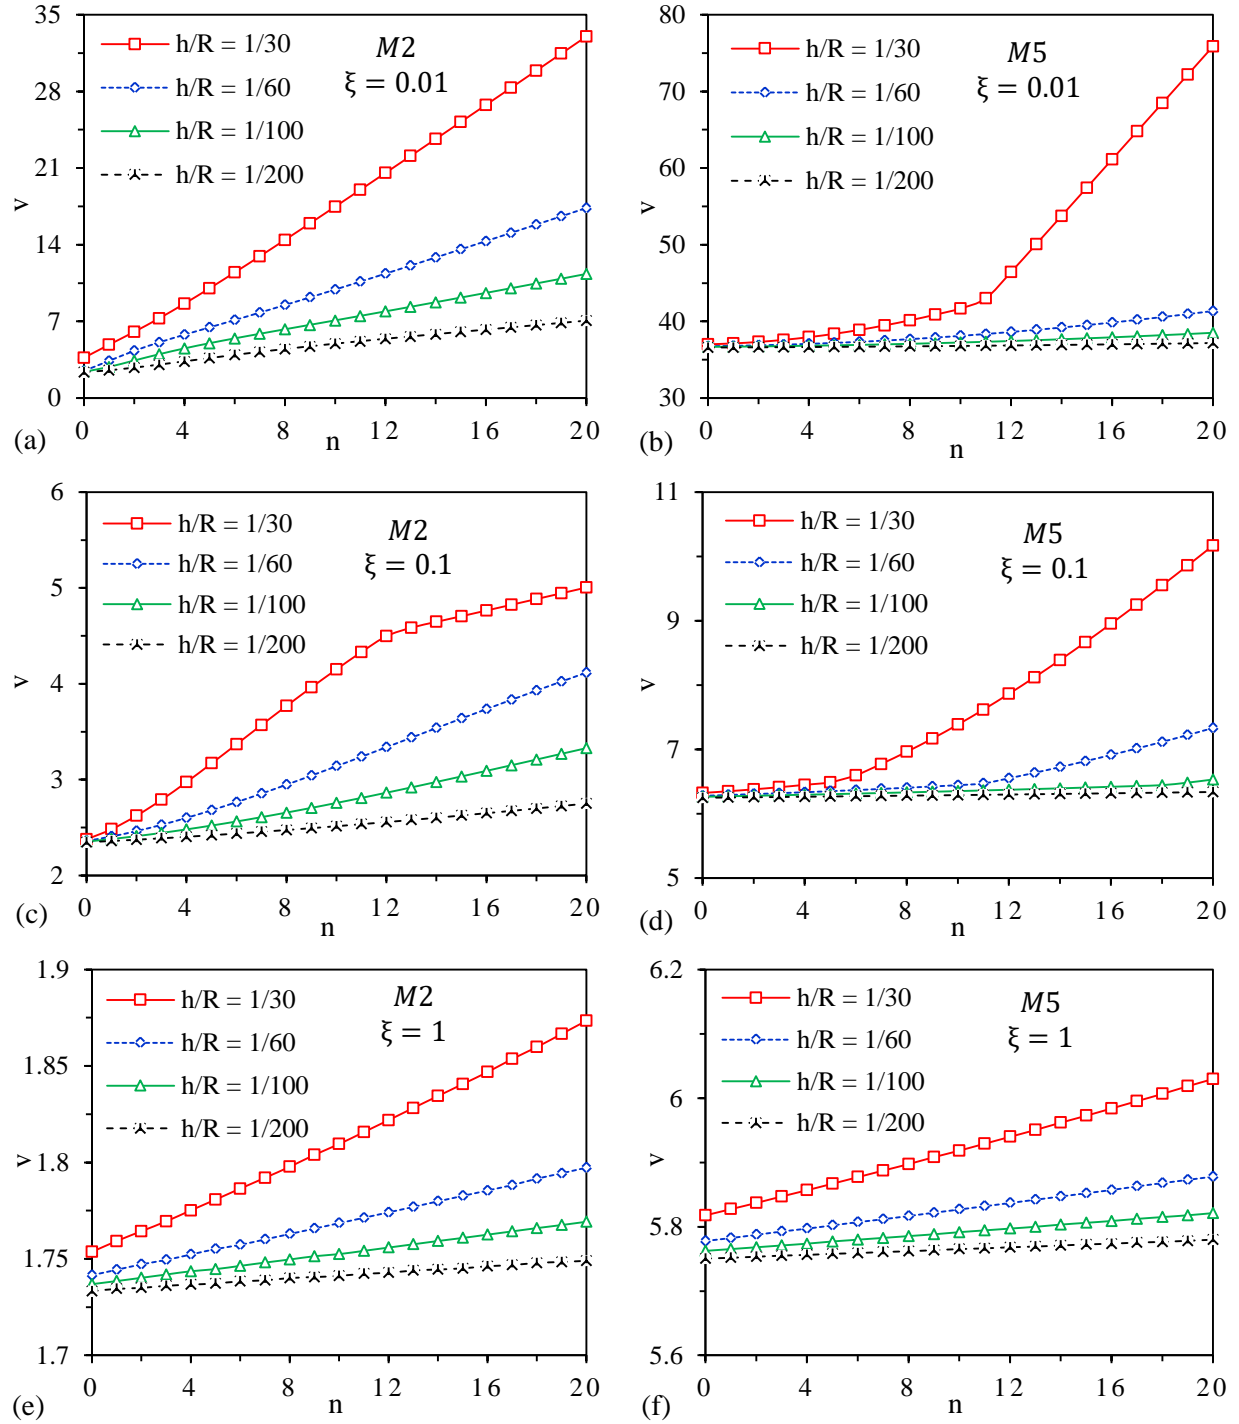 35
28
21
14
7
0
v
h/R = 1/30
h/R = 1/60
h/R = 1/100
h/R = 1/200
M2
ξ = 0.01
0 4 8 12 16 20
n
(a)
80
70
60
50
40
30
v
h/R = 1/30
h/R = 1/60
h/R = 1/100
h/R = 1/200
M5
ξ = 0.01
0 4 8 12 16 20
n
(b)
6
5
4
3
2
v
h/R = 1/30
h/R = 1/60
h/R = 1/100
h/R = 1/200
M2
ξ = 0.1
0 4 8 12 16 20
n
(c)
11
9
7
5
v
h/R = 1/30
h/R = 1/60
h/R = 1/100
h/R = 1/200
M5
ξ = 0.1
0 4 8 12 16 20
n
(d)
1.9
1.85
1.8
1.75
1.7
v
h/R = 1/30
h/R = 1/60
h/R = 1/100
h/R = 1/200
M2
ξ = 1
0 4 8 12 16 20
n
(e)
6.2
6
5.8
5.6
v
h/R = 1/30
h/R = 1/60
h/R = 1/100
h/R = 1/200
M5
ξ = 1
0 4 8 12 16 20
n
(f)